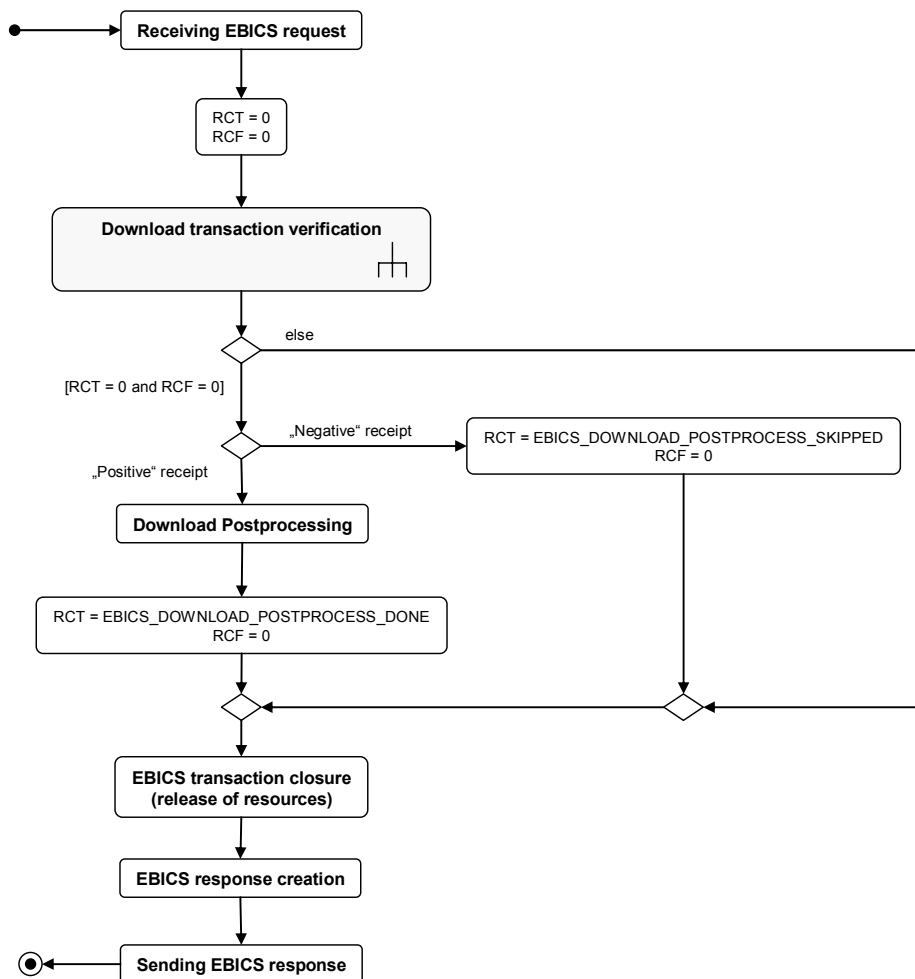 Receiving EBICS request
RCT = 0
RCF = 0
Download transaction verification
else
[RCT = 0 and RCF = 0]
„Negative“ receipt
RCT = EBICS_DOWNLOAD_POSTPROCESS_SKIPPED
RCF = 0
„Positive“ receipt
Download Postprocessing
RCT = EBICS_DOWNLOAD_POSTPROCESS_DONE
RCF = 0
EBICS transaction closure
(release of resources)
EBICS response creation
Sending EBICS response